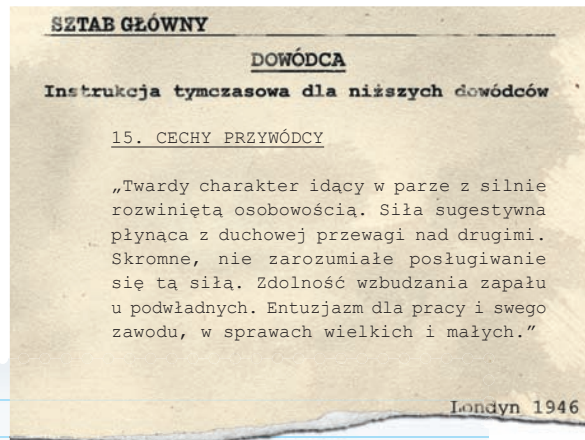 SZTAB GŁÓWNY
DOWÓDCA
Instrukcja tymczasowa dla niższych dowódców
15. CECHY PRZYWÓDCY
„Twardy charakter idący w parze z silnie
rozwiniętą osobowością. Siła sugestywna
płynąca z duchowej przewagi nad drugimi.
Skromne, nie zarozumiałe posługiwanie
się tą siłą. Zdolność wzbudzania zapału
u podwładnych. Entuzjazm dla pracy i swego
zawodu, w sprawach wielkich i małych.”
Londyn 1946